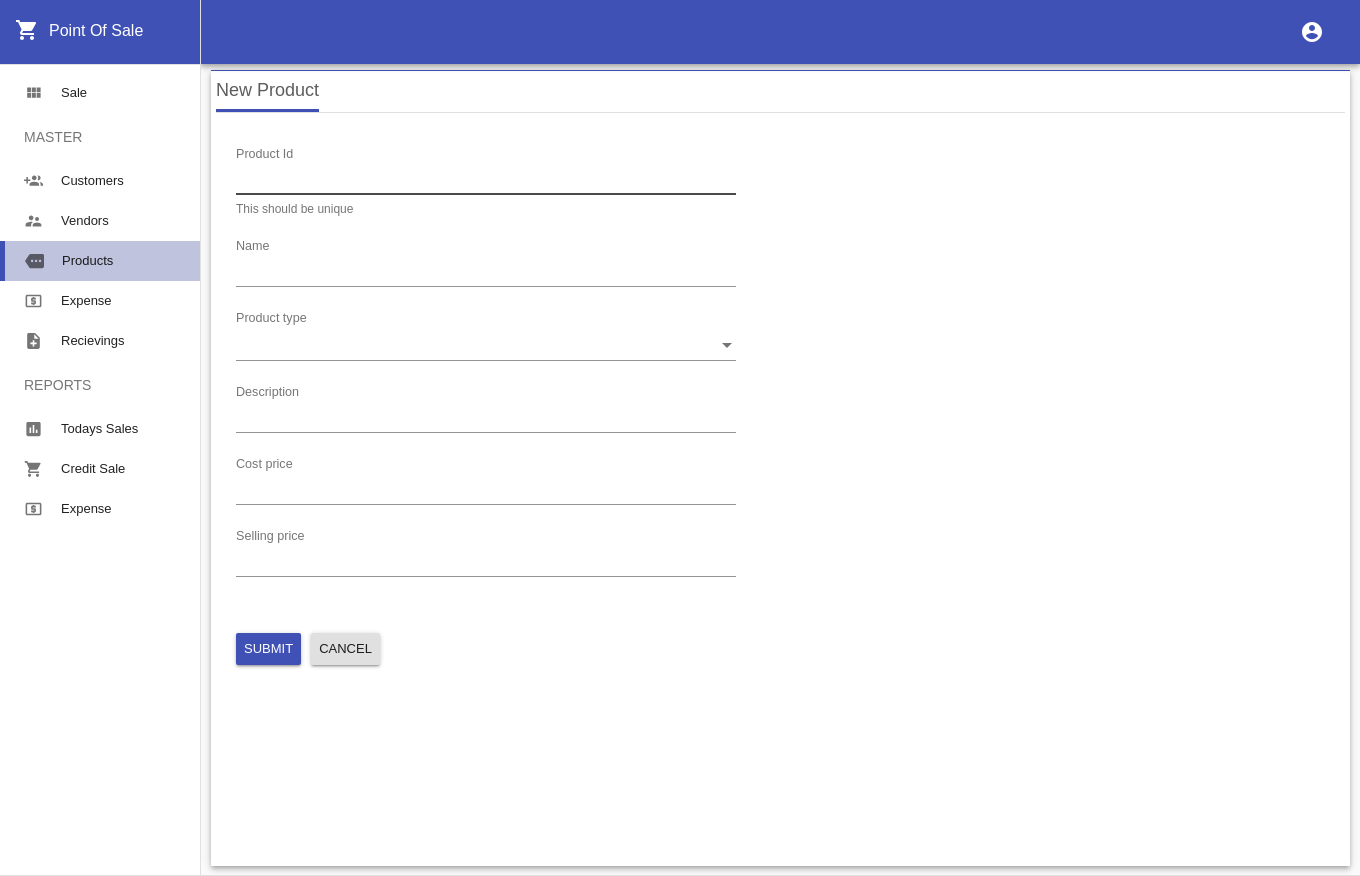 Point Of Sale
Sale
MASTER
Customers
Vendors
Products
Expense
Recievings
REPORTS
Todays Sales
Credit Sale
Expense
New Product
Product Id
This should be unique
Name
Product type
Description
Cost price
Selling price
SUBMIT CANCEL